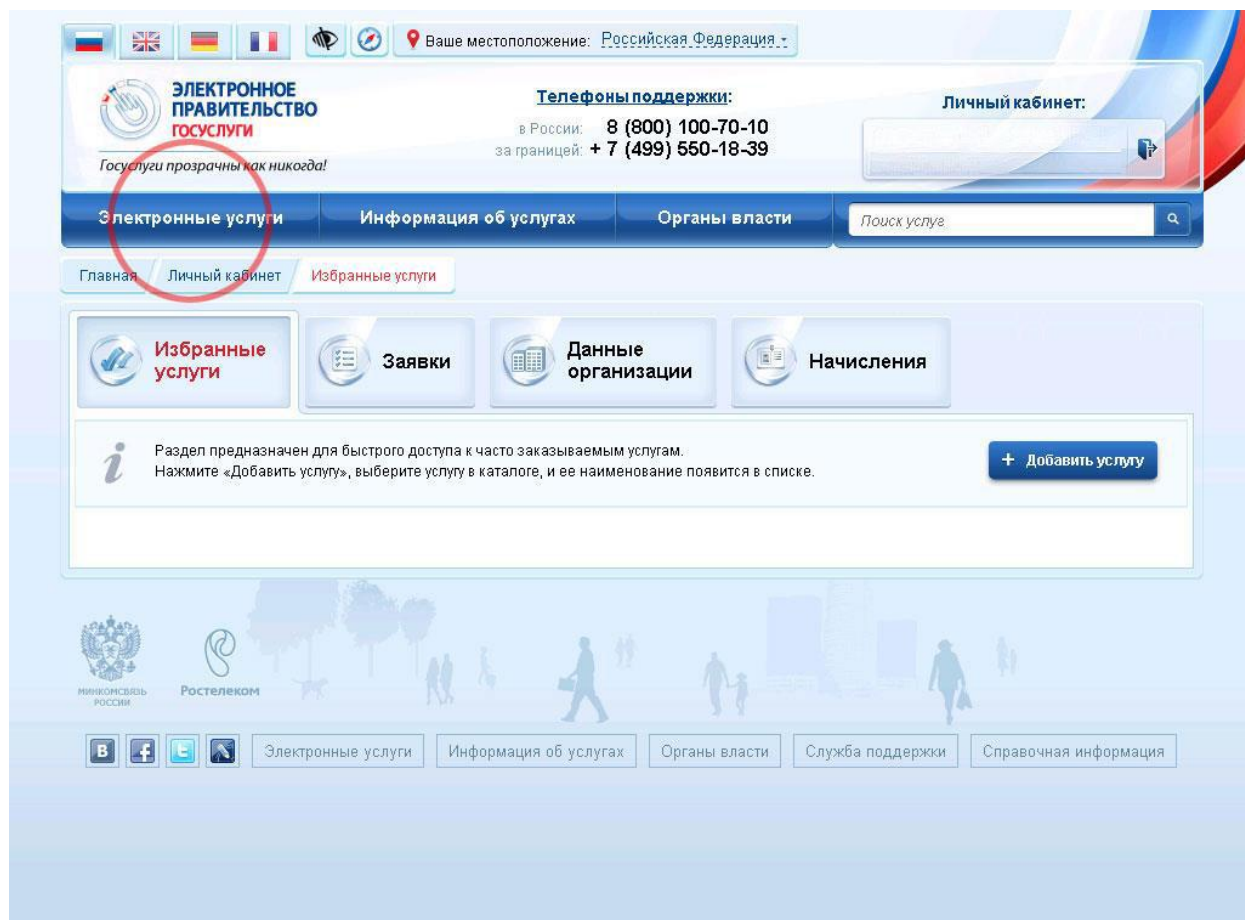 Ваше местоположение: Российская Федерация
ЭЛЕКТРОННОЕ
ПРАВИТЕЛЬСТВО
ГОСУСЛУГИ
Госуслуги прозрачны как никогда!
Телефоны поддержки:
в России: 8 (800) 100-70-10
за границей: + 7 (499) 550-18-39
Личный кабинет:
Электронные услуги Информация об услугах Органы власти Поиск услуг
Главная Личный кабинет Избранные услуги
Избранные
услуги
Заявки
Данные
организации
Начисления
Раздел предназначен для быстрого доступа к часто заказываемым услугам.
Нажмите «Добавить услугу», выберите услугу в каталоге, и ее наименование появится в списке.
+ Добавить услугу
МИНКОМСВЯЗЬ
РОССИИ
Ростелеком
Электронные услуги Информация об услугах Органы власти Служба поддержки Справочная информация